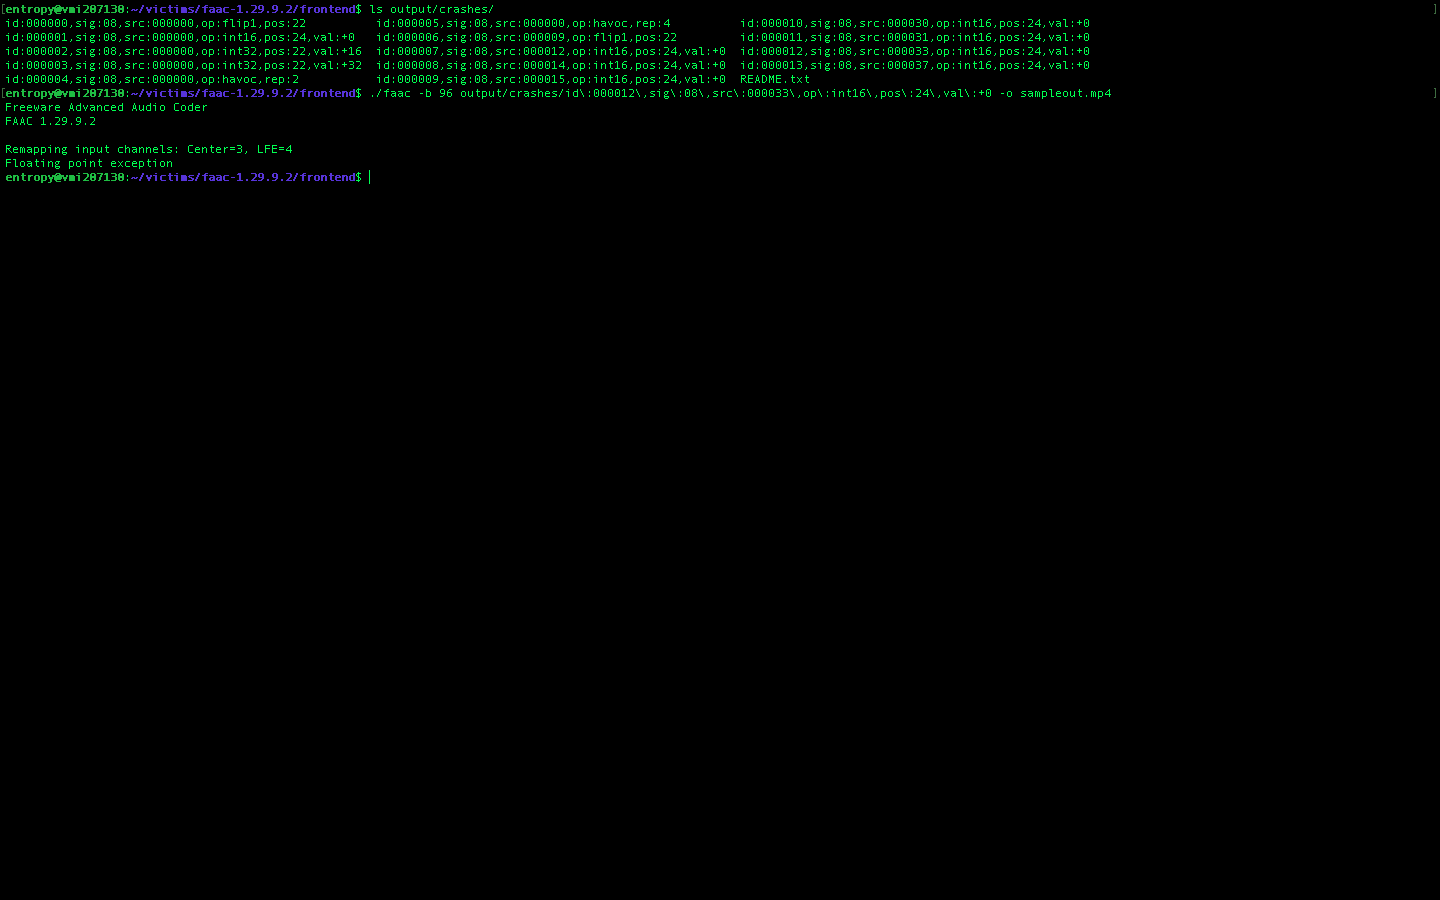 [entropy@vmi207130:~/victims/faac-1.29.9.2/frontend$ ls output/crashes/ ]
id:000000,sig:08,src:000000,op:flip1,pos:22 id:000005,sig:08,src:000000,op:havoc,rep:4 id:000010,sig:08,src:000030,op:int16,pos:24,val:+0
id:000001,sig:08,src:000000,op:int16,pos:24,val:+0 id:000006,sig:08,src:000009,op:flip1,pos:22 id:000011,sig:08,src:000031,op:int16,pos:24,val:+0
id:000002,sig:08,src:000000,op:int32,pos:22,val:+16 id:000007,sig:08,src:000012,op:int16,pos:24,val:+0 id:000012,sig:08,src:000033,op:int16,pos:24,val:+0
id:000003,sig:08,src:000000,op:int32,pos:22,val:+32 id:000008,sig:08,src:000014,op:int16,pos:24,val:+0 id:000013,sig:08,src:000037,op:int16,pos:24,val:+0
id:000004,sig:08,src:000000,op:havoc,rep:2 id:000009,sig:08,src:000015,op:int16,pos:24,val:+0 README.txt
[entropy@vmi207130:~/victims/faac-1.29.9.2/frontend$ ./faac -b 96 output/crashes/id\:000012\,sig\:08\,src\:000033\,op\:int16\,pos\:24\,val\:+0 -o sampleout.mp4 ]
Freeware Advanced Audio Coder
FAAC 1.29.9.2
Remapping input channels: Center=3, LFE=4
Floating point exception
entropy@vmi207130:~/victims/faac-1.29.9.2/frontend$